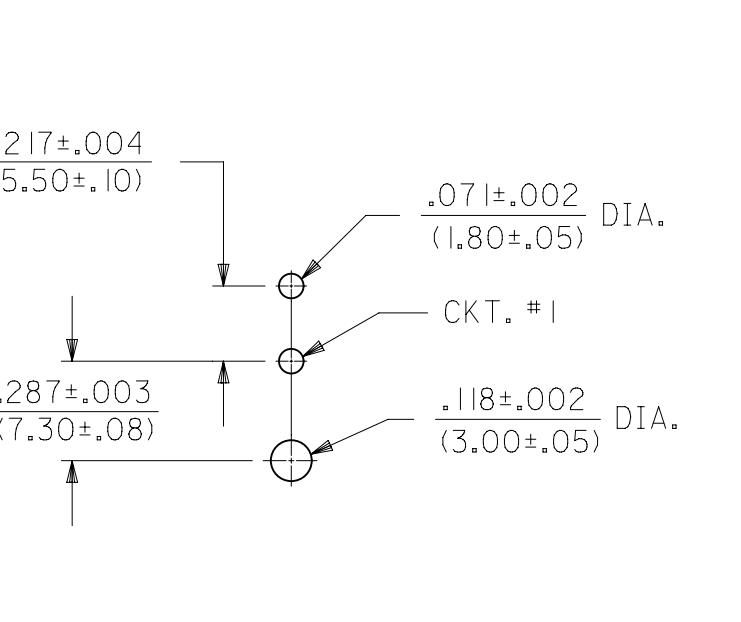 217±.004
5.50±.10)
.071±.002 DIA.
(1.80±.05)
CKT. #1
.287±.003
(7.30±.08)
.118±.002 DIA.
(3.00±.05)